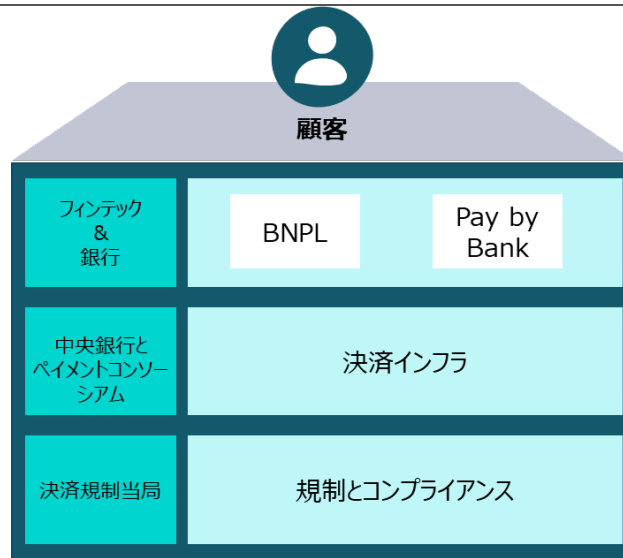 顧客
フィンテック
&
銀行
BNPL
Pay by
Bank
中央銀行と
ペイメントコンソー
シアム
決済インフラ
決済規制当局
規制とコンプライアンス